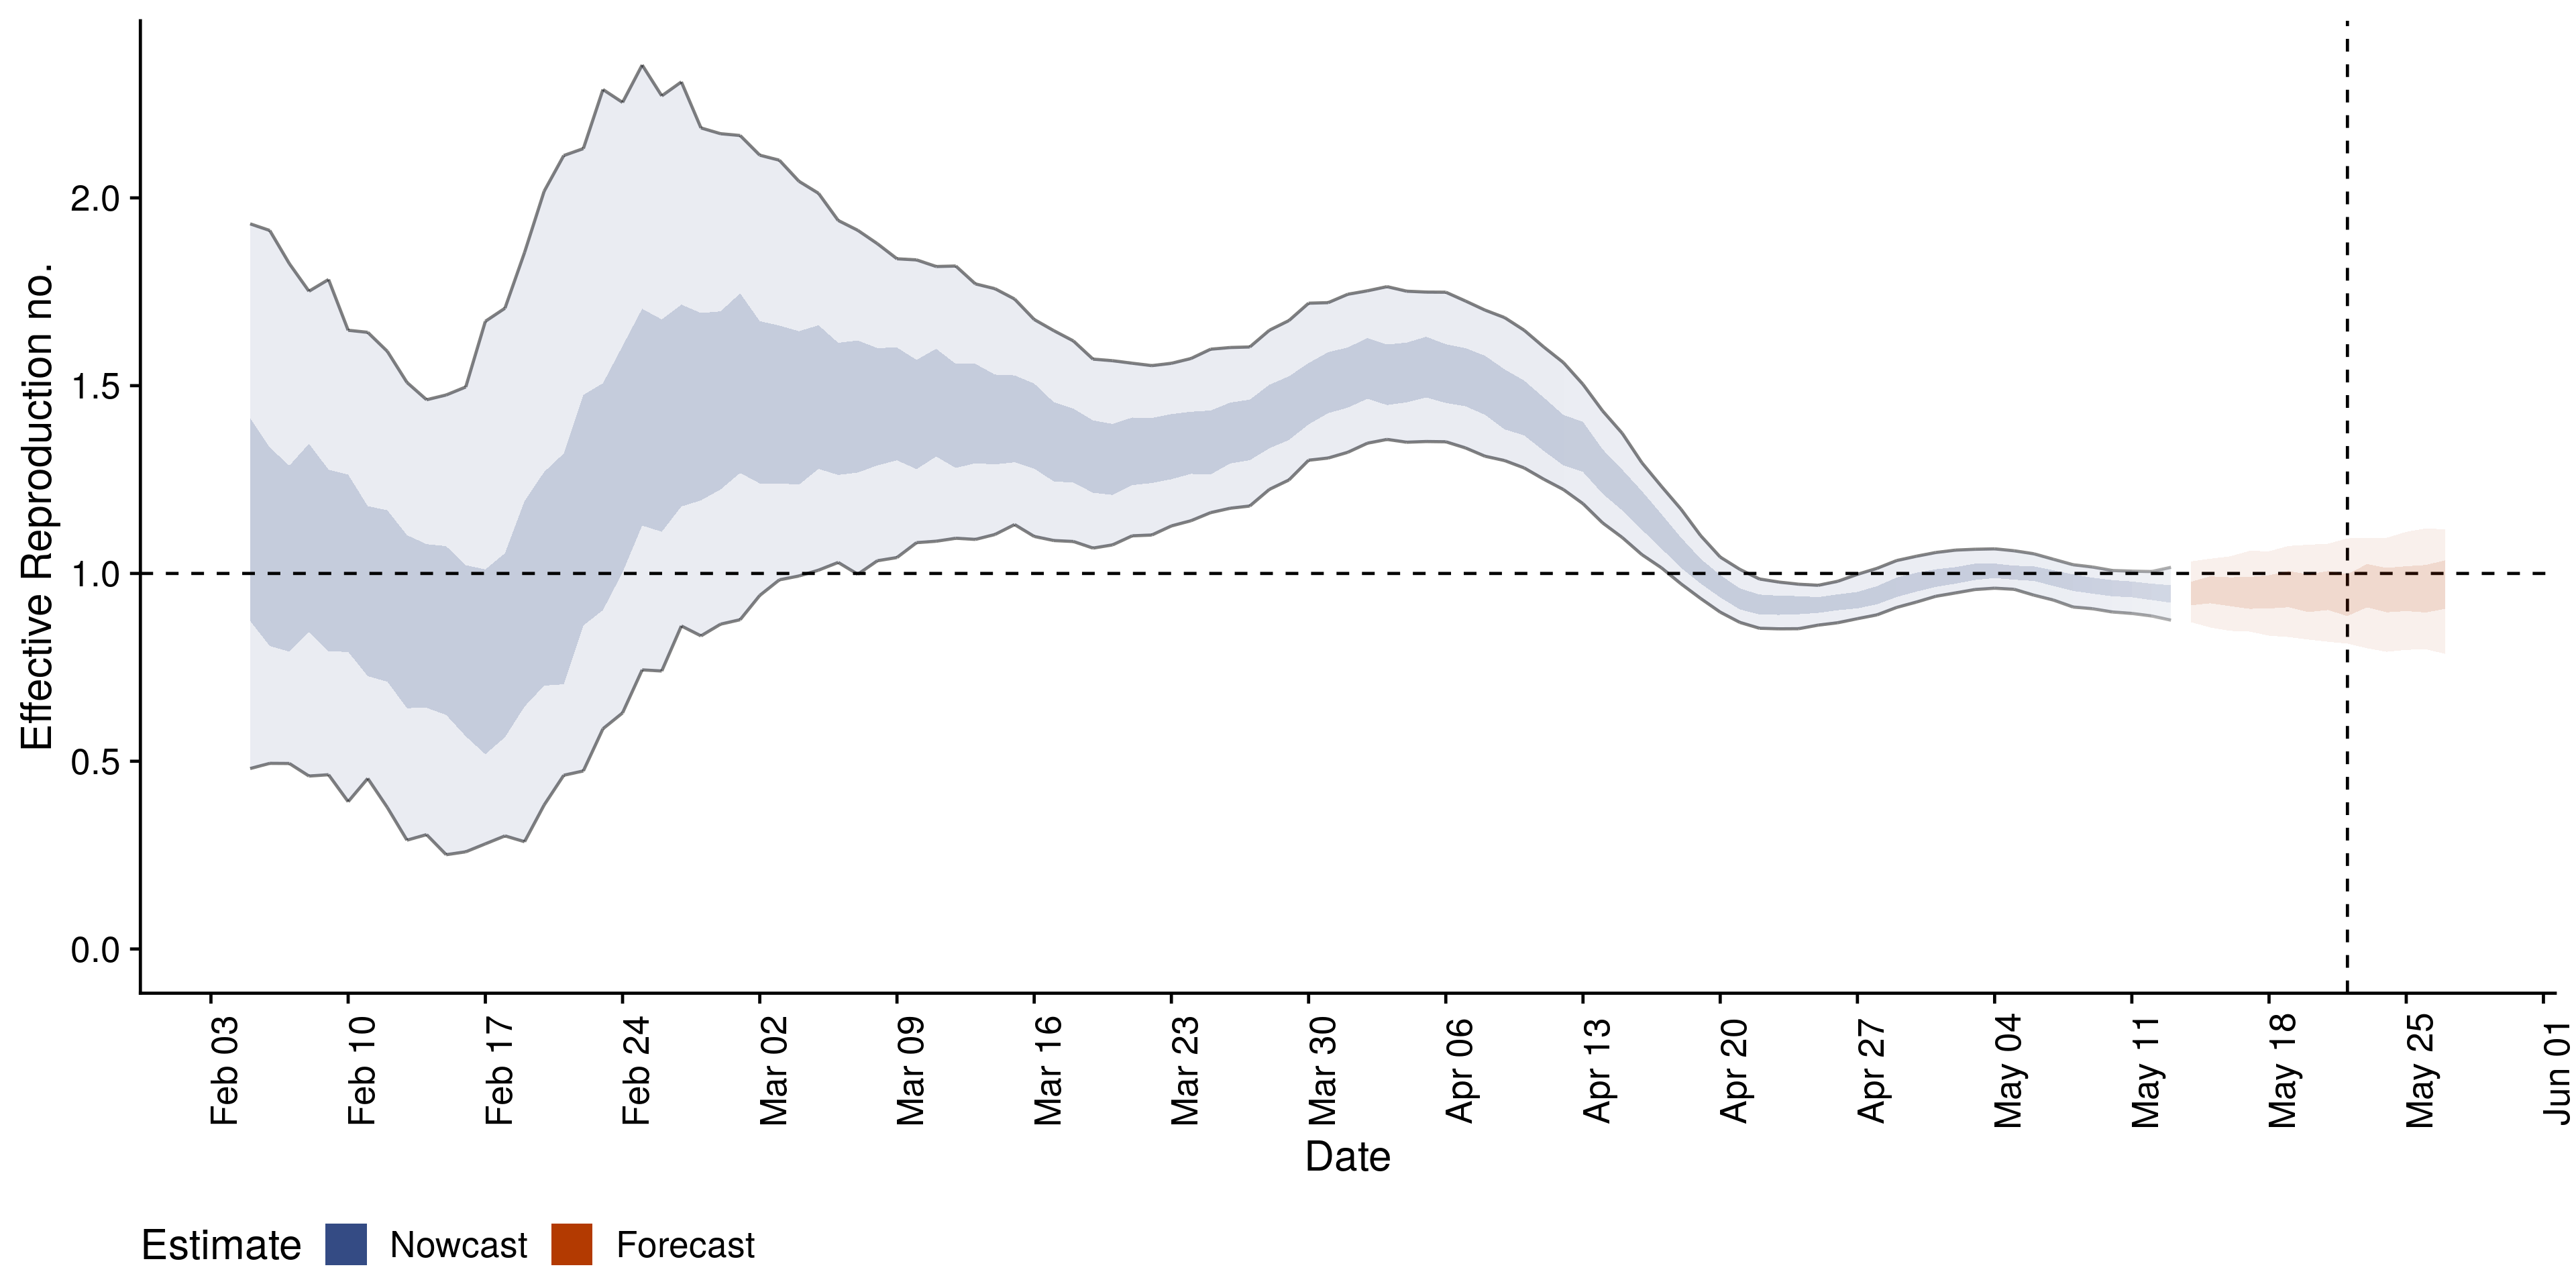 Effective Reproduction no.
2.0
1.5
1.0
0.5
0.0
Feb 03
Feb 10
Feb 17
Feb 24
Mar 02
Mar 09
Mar 16
Mar 23
Mar 30
Apr 06
Apr 13
Apr 20
Apr 27
May 04
May 11
May 18
May 25
Jun 01
Date
Estimate Nowcast Forecast